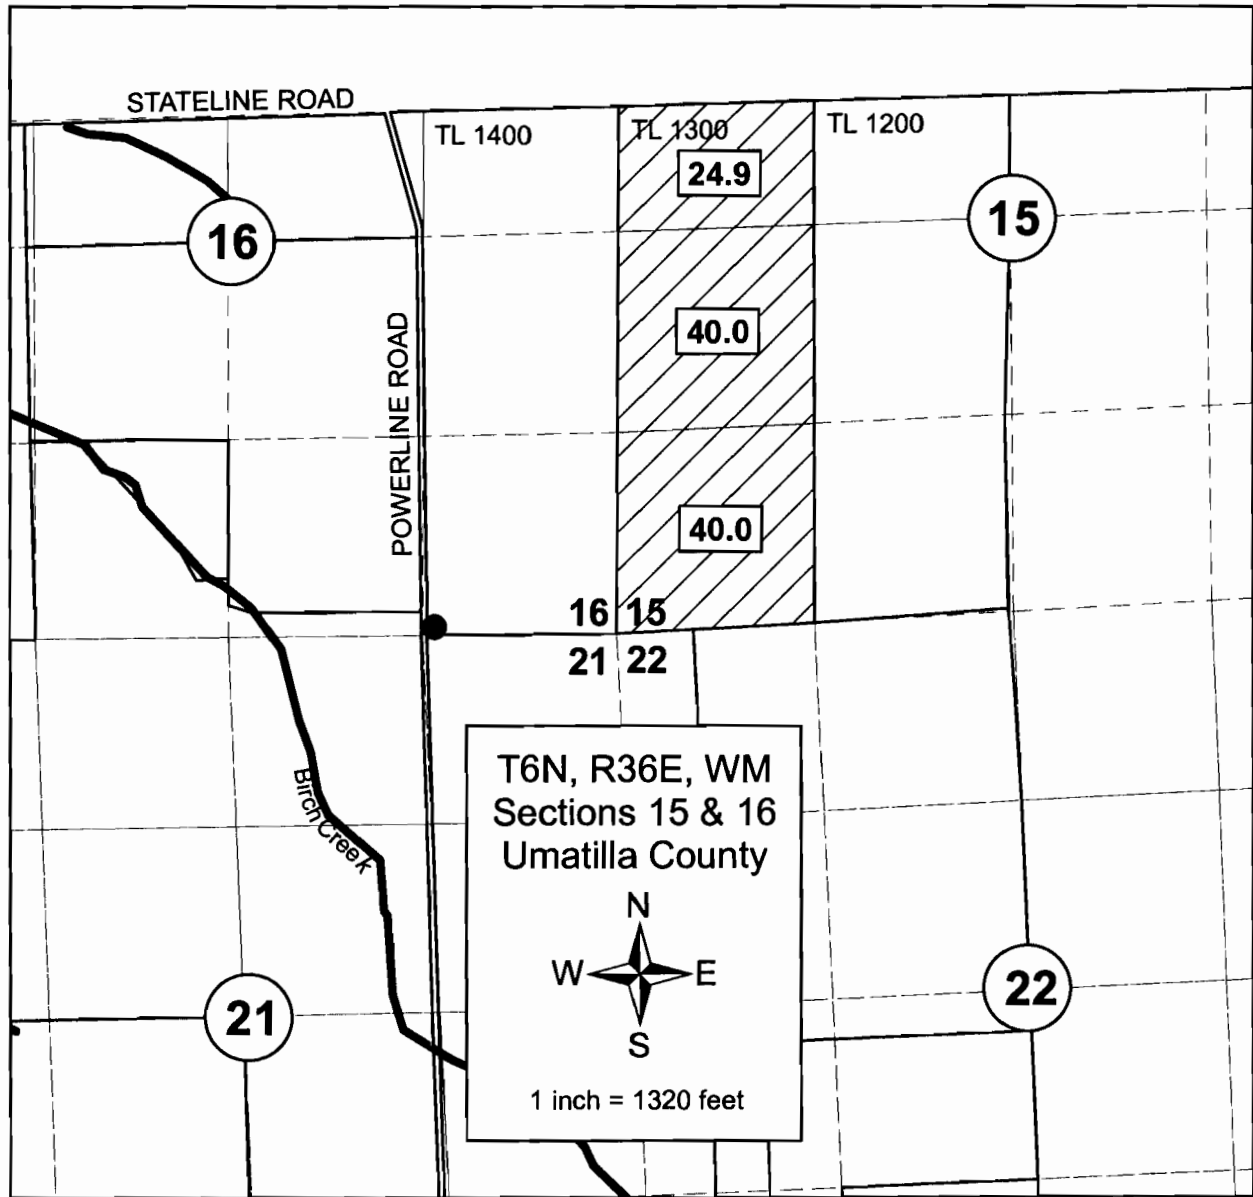 STATELINE ROAD
TL 1400
TL 1300
TL 1200
24.9
16
15
40.0
POWERLINE ROAD
40.0
16 15
21 22
Birch Creek
T6N, R36E, WM
Sections 15 & 16
Umatilla County
N
W E
S
1 inch = 1320 feet
21
22